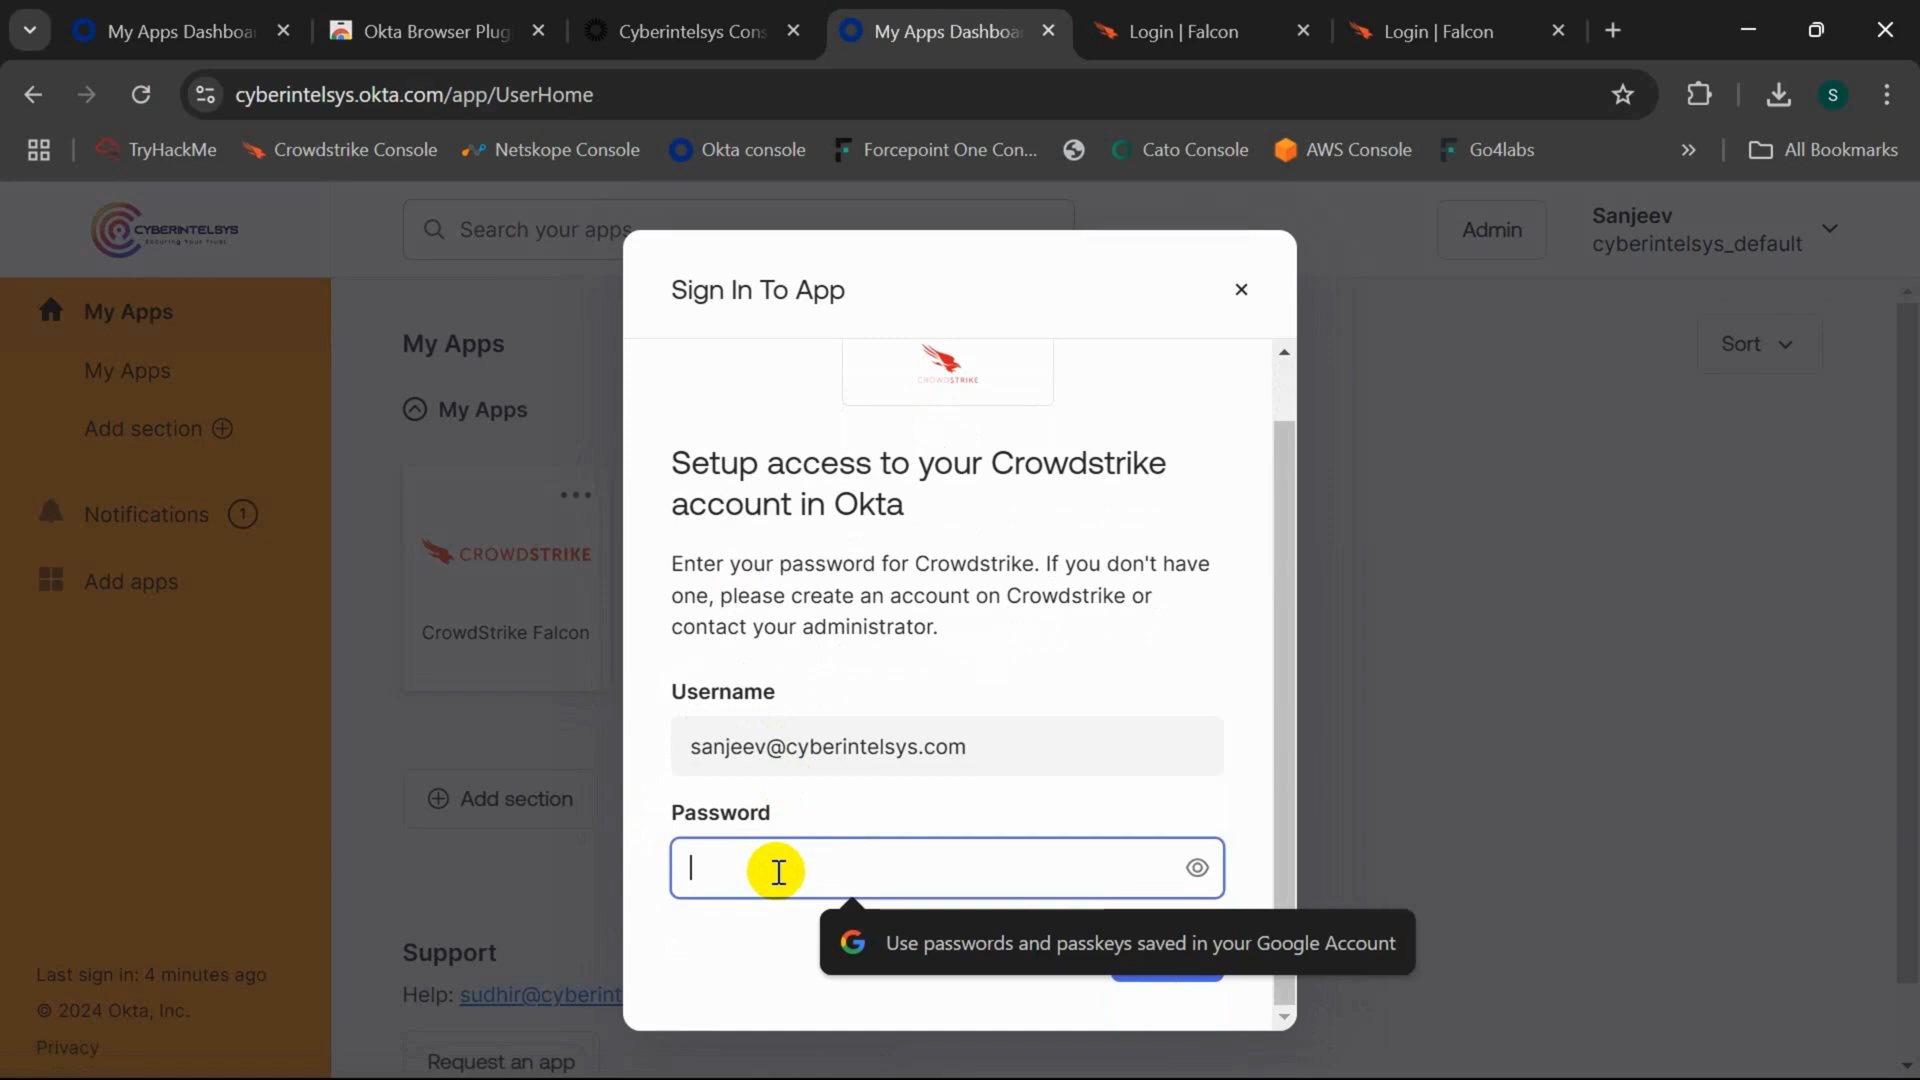 My Apps Dashboa
Okta Browser Plug
Cyberintelsys Cons
My Apps Dashboa
Login | Falcon
Login | Falcon
cyberintelsys.okta.com/app/UserHome
S
TryHackMe
Crowdstrike Console
Netskope Console
Okta console
Forcepoint One Con...
Cato Console
AWS Console
Go4labs
All Bookmarks
CYBERINTELSYS
Securing Your Trust
Search your apps
Admin
Sanjeev
cyberintelsys_default
My Apps
My Apps
Add section
Notifications 1
Add apps
Last sign in: 4 minutes ago
© 2024 Okta, Inc.
Privacy
My Apps
Sort
My Apps
CROWDSTRIKE
CrowdStrike Falcon
Add section
Support
Help: sudhir@cyberint
Request an app
Sign In To App
CROWDSTRIKE
Setup access to your Crowdstrike
account in Okta
Enter your password for Crowdstrike. If you don't have
one, please create an account on Crowdstrike or
contact your administrator.
Username
sanjeev@cyberintelsys.com
Password
Use passwords and passkeys saved in your Google Account